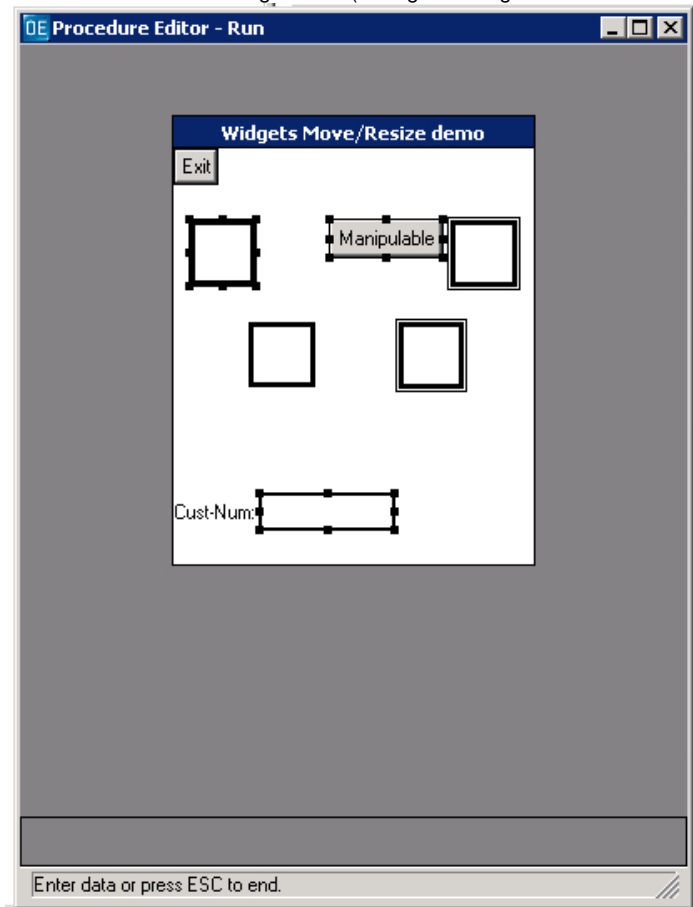 OE Procedure Editor - Run
Widgets Move/Resize demo
Exit
Manipulable
Cust-Num:
Enter data or press ESC to end.